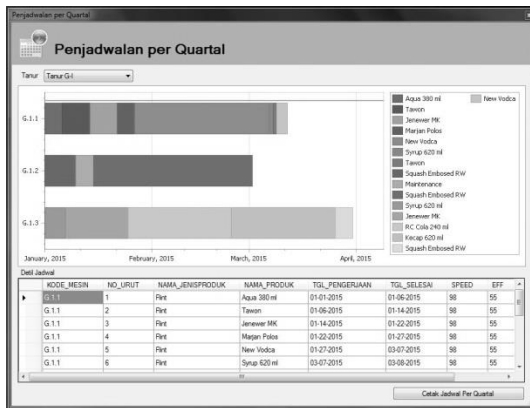 Penjadwalan per Quartal
Penjadwalan per Quartal
Tanur Tanur G-I
G.1.1
G.1.2
G.1.3
January, 2015 February, 2015 March, 2015 April, 2015
Aqua 380 ml New Vodca
Tawon
Jenewer MK
Marjan Polos
New Vodca
Syrup 620 ml
Tawon
Squash Embosed RW
Maintenance
Squash Embosed RW
Syrup 620 ml
Jenewer MK
RC Cola 240 ml
Kecap 620 ml
Squash Embosed RW
Detil Jadwal
KODE_MESIN NO_URUT NAMA_JENISPRODUK NAMA_PRODUK TGL_PENGERJAAN TGL_SELESAI SPEED EFF
G.1.1 1 Flint Aqua 380 ml 01-01-2015 01-06-2015 98 55
G.1.1 2 Flint Tawon 01-06-2015 01-14-2015 98 55
G.1.1 3 Flint Jenewer MK 01-14-2015 01-22-2015 98 55
G.1.1 4 Flint Marjan Polos 01-22-2015 01-27-2015 98 55
G.1.1 5 Flint New Vodca 01-27-2015 03-07-2015 98 55
G.1.1 6 Flint Syrup 620 ml 03-07-2015 03-08-2015 98 55
Cetak Jadwal Per Quartal